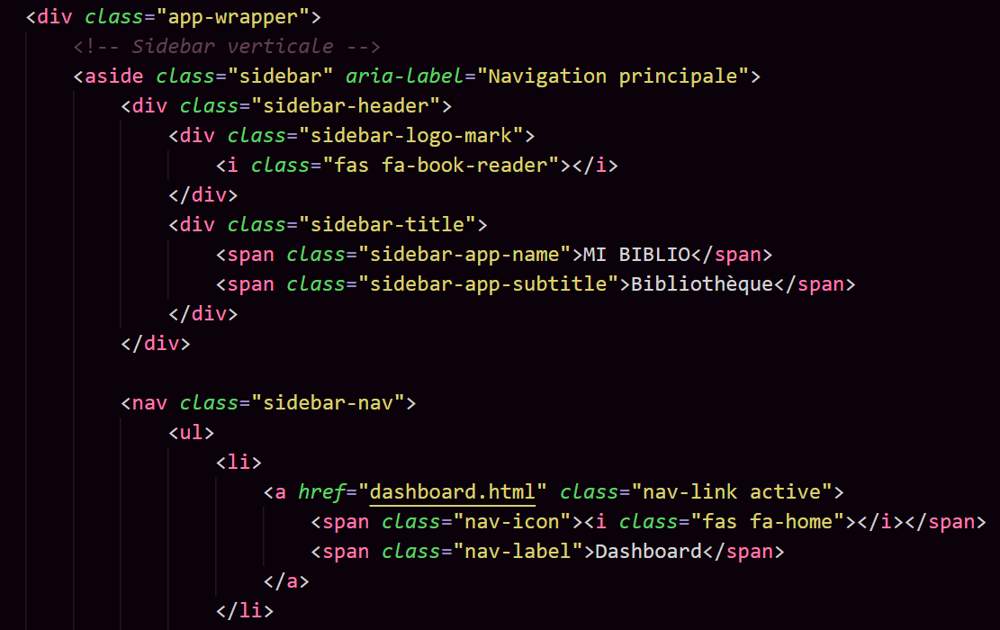 <div class="app-wrapper">
    <!-- Sidebar verticale -->
    <aside class="sidebar" aria-label="Navigation principale">
        <div class="sidebar-header">
            <div class="sidebar-logo-mark">
                <i class="fas fa-book-reader"></i>
            </div>
            <div class="sidebar-title">
                <span class="sidebar-app-name">MI BIBLIO</span>
                <span class="sidebar-app-subtitle">Bibliothèque</span>
            </div>
        </div>

        <nav class="sidebar-nav">
            <ul>
                <li>
                    <a href="dashboard.html" class="nav-link active">
                        <span class="nav-icon"><i class="fas fa-home"></i></span>
                        <span class="nav-label">Dashboard</span>
                    </a>
                </li>